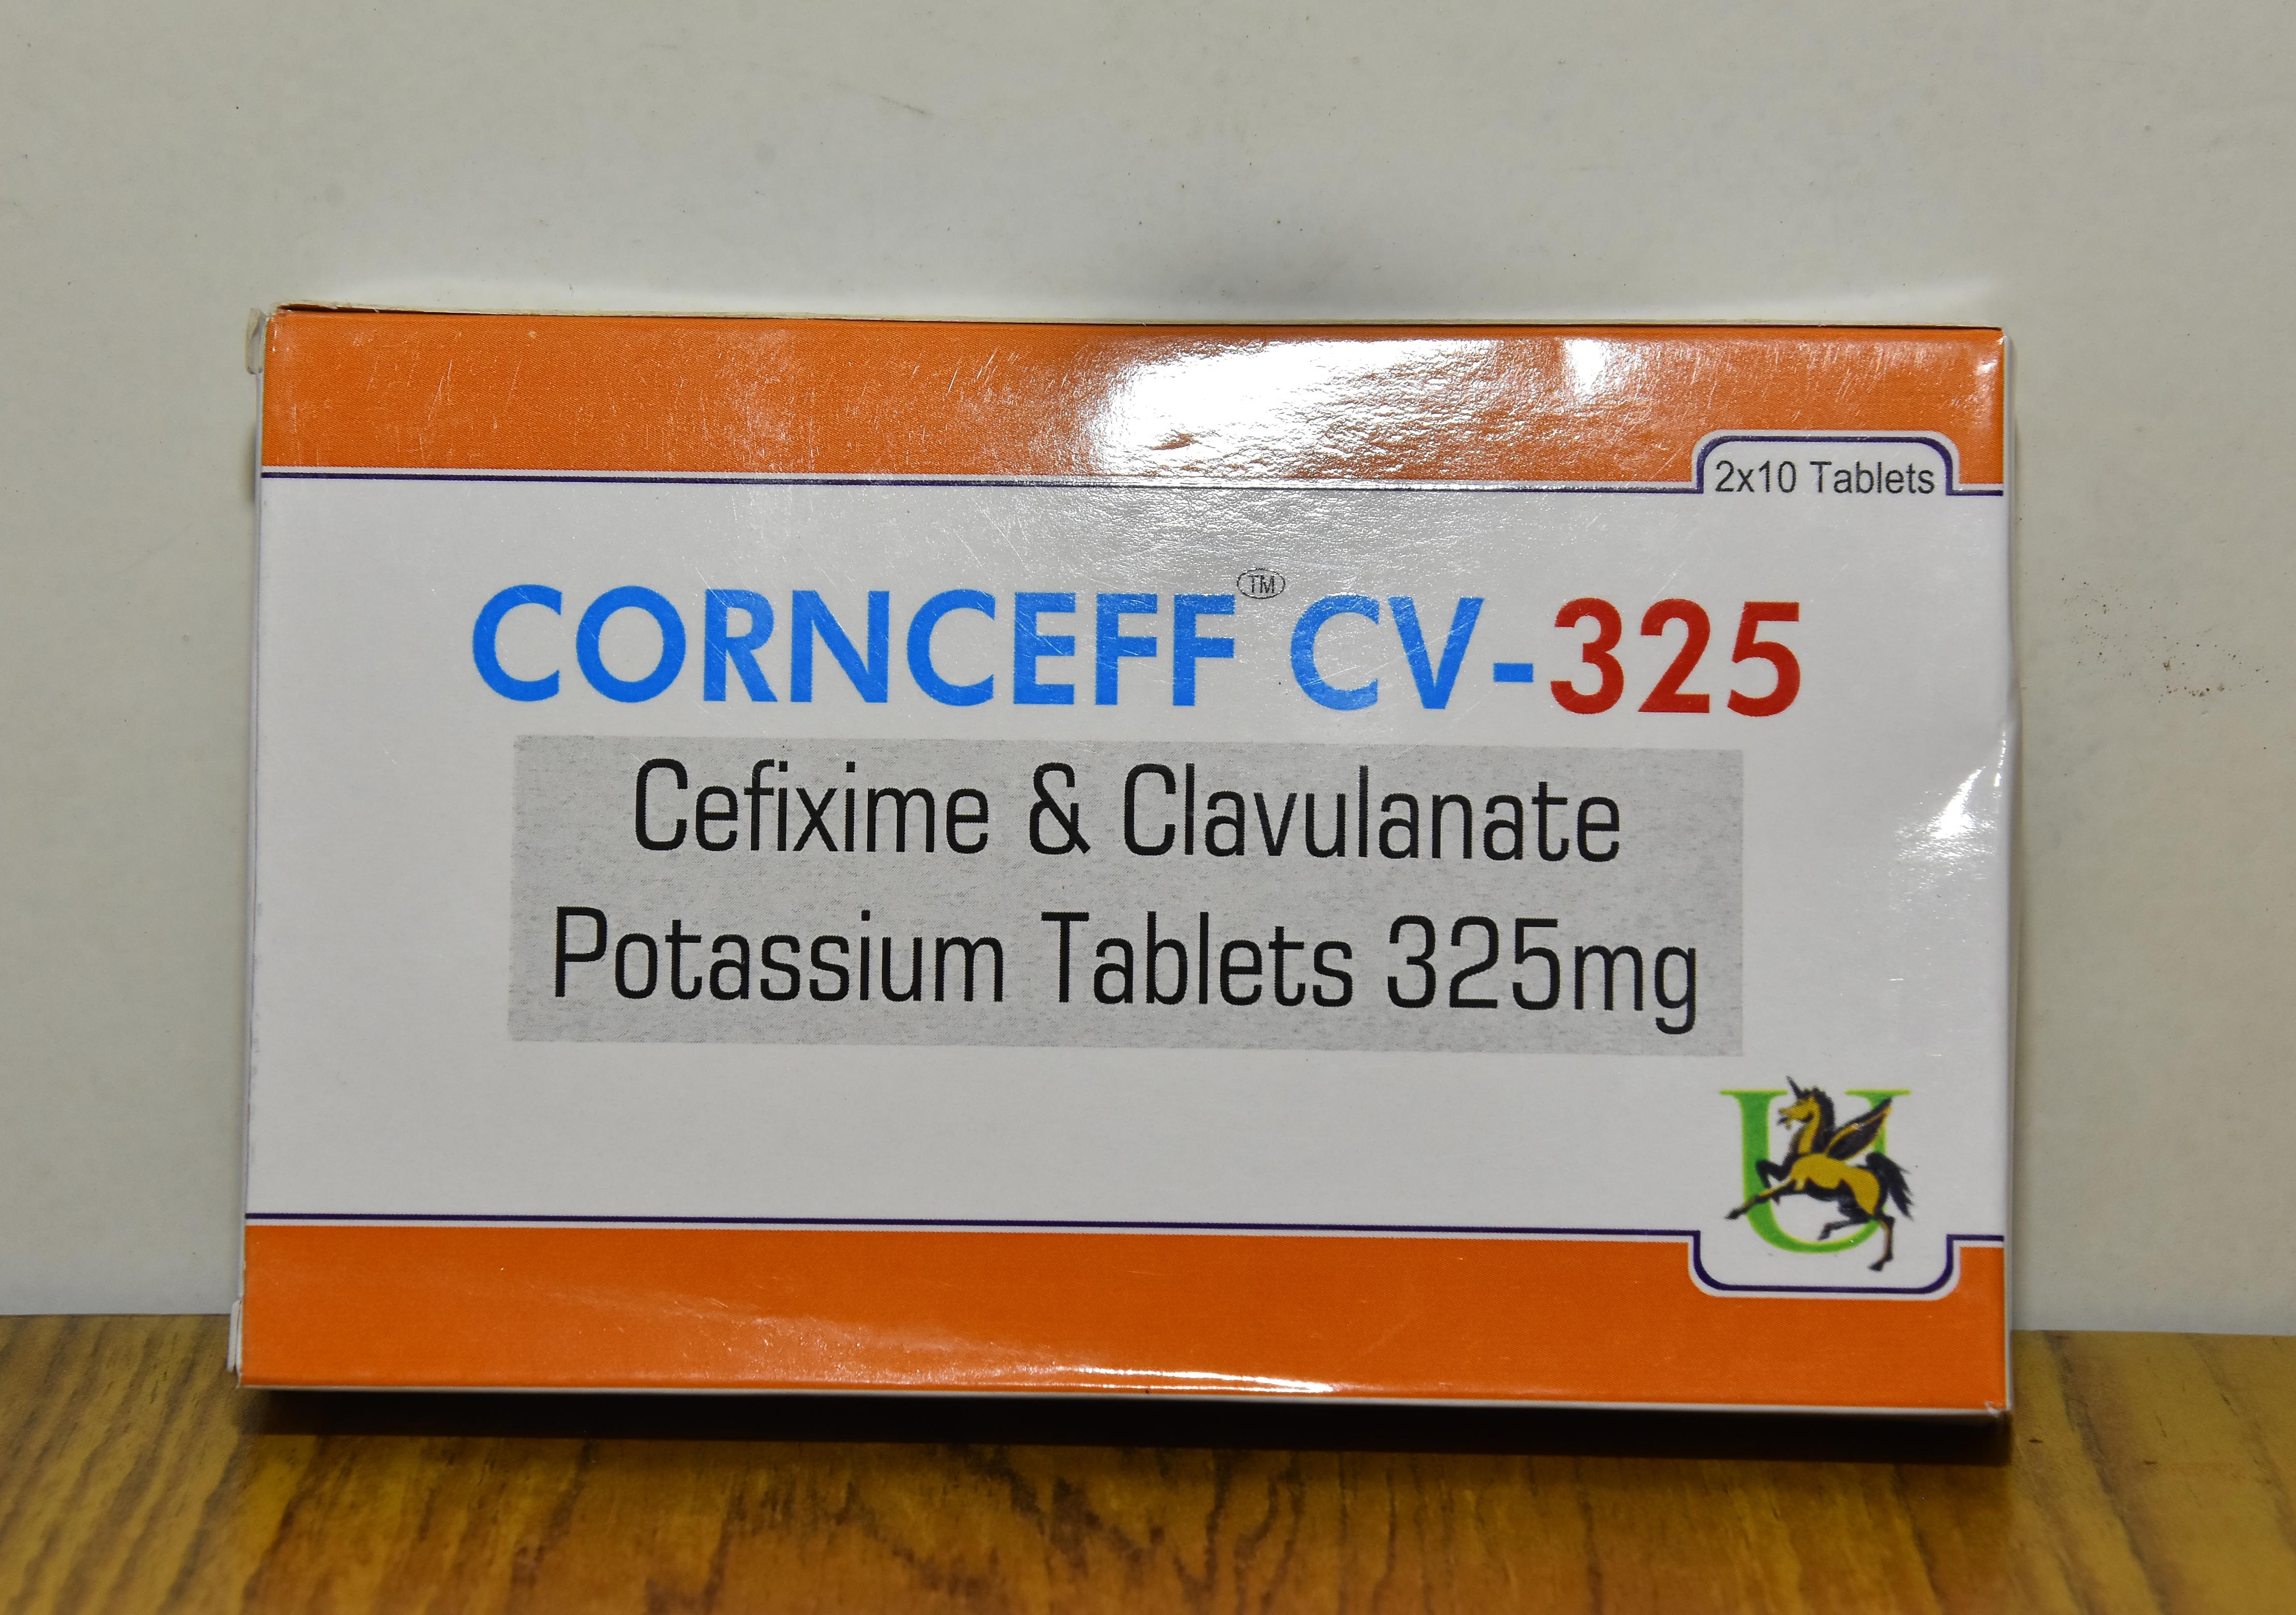 2x10 Tablets
CORNCEFF™ CV-325
Cefixime & Clavulanate
Potassium Tablets 325mg
U